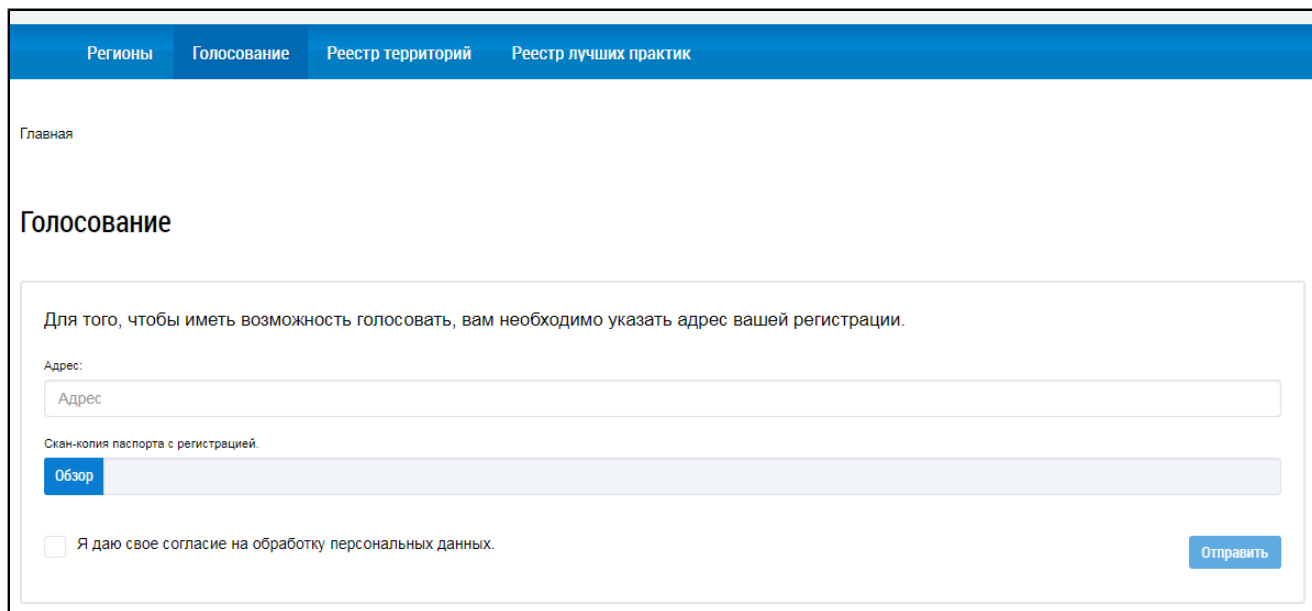 Регионы Голосование Реестр территорий Реестр лучших практик
Главная
Голосование
Для того, чтобы иметь возможность голосовать, вам необходимо указать адрес вашей регистрации.
Адрес:
Адрес
Скан-копия паспорта с регистрацией.
Обзор
Я даю свое согласие на обработку персональных данных.
Отправить